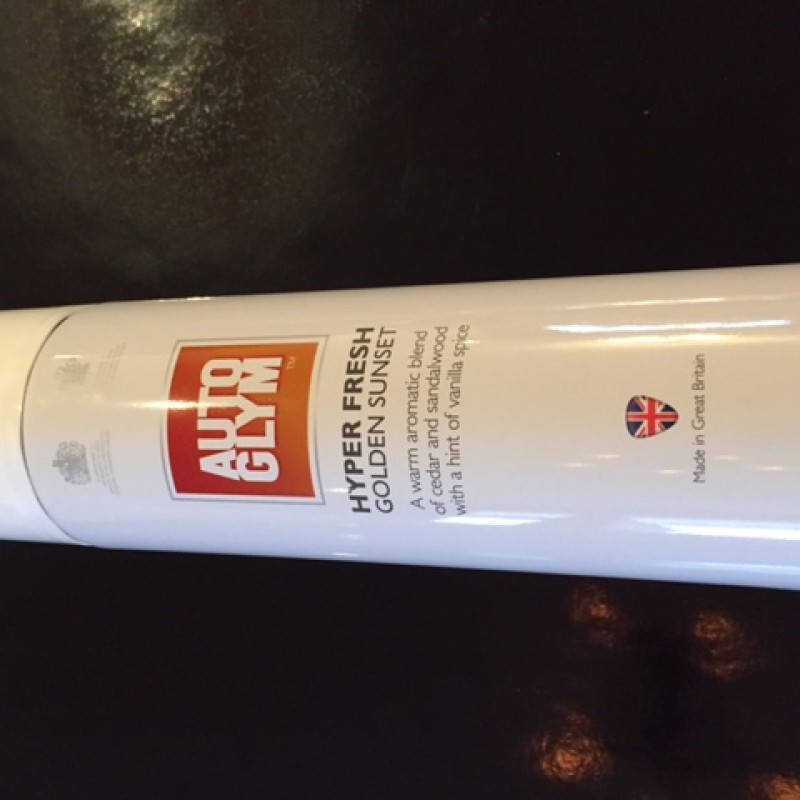 AUTO
GLYM
TM
HYPER FRESH
GOLDEN SUNSET
A warm aromatic blend
of cedar and sandalwood
with a hint of vanilla spice
Made in Great Britain